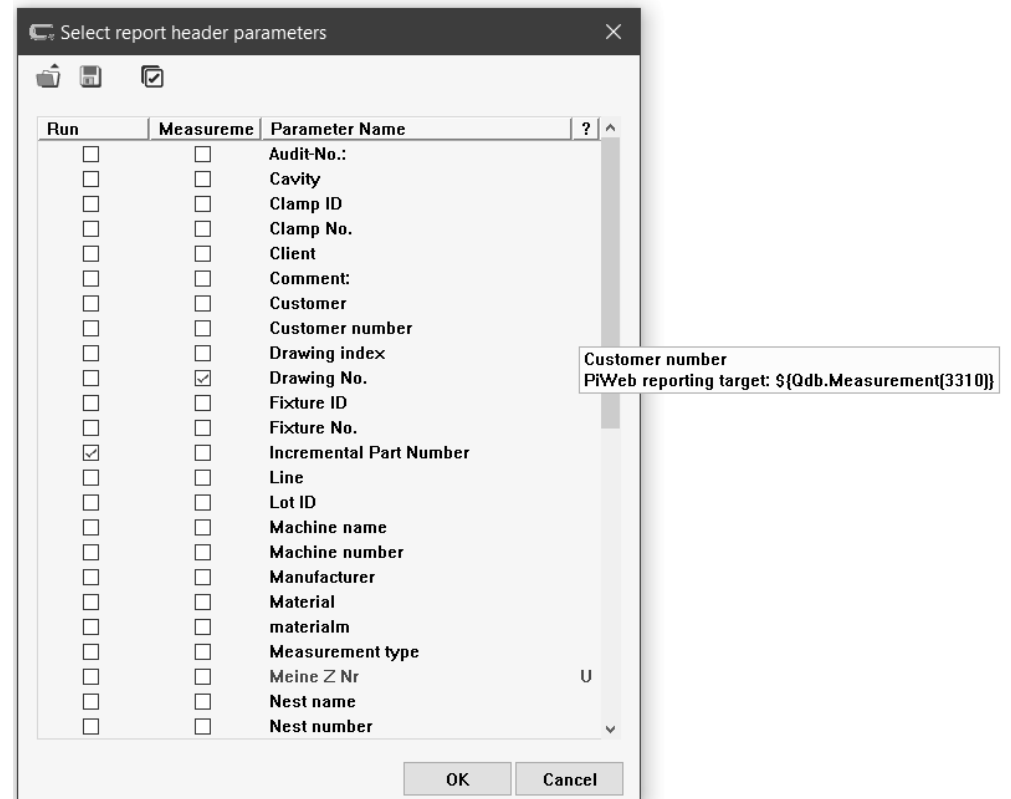 Select report header parameters
Run Measureme Parameter Name ?
Audit-No.:
Cavity
Clamp ID
Clamp No.
Client
Comment:
Customer
Customer number
Drawing index
Drawing No.
Fixture ID
Fixture No.
Incremental Part Number
Line
Lot ID
Machine name
Machine number
Manufacturer
Material
materialm
Measurement type
Meine Z Nr U
Nest name
Nest number
Customer number
PiWeb reporting target: ${Qdb.Measurement(3310)}
OK Cancel